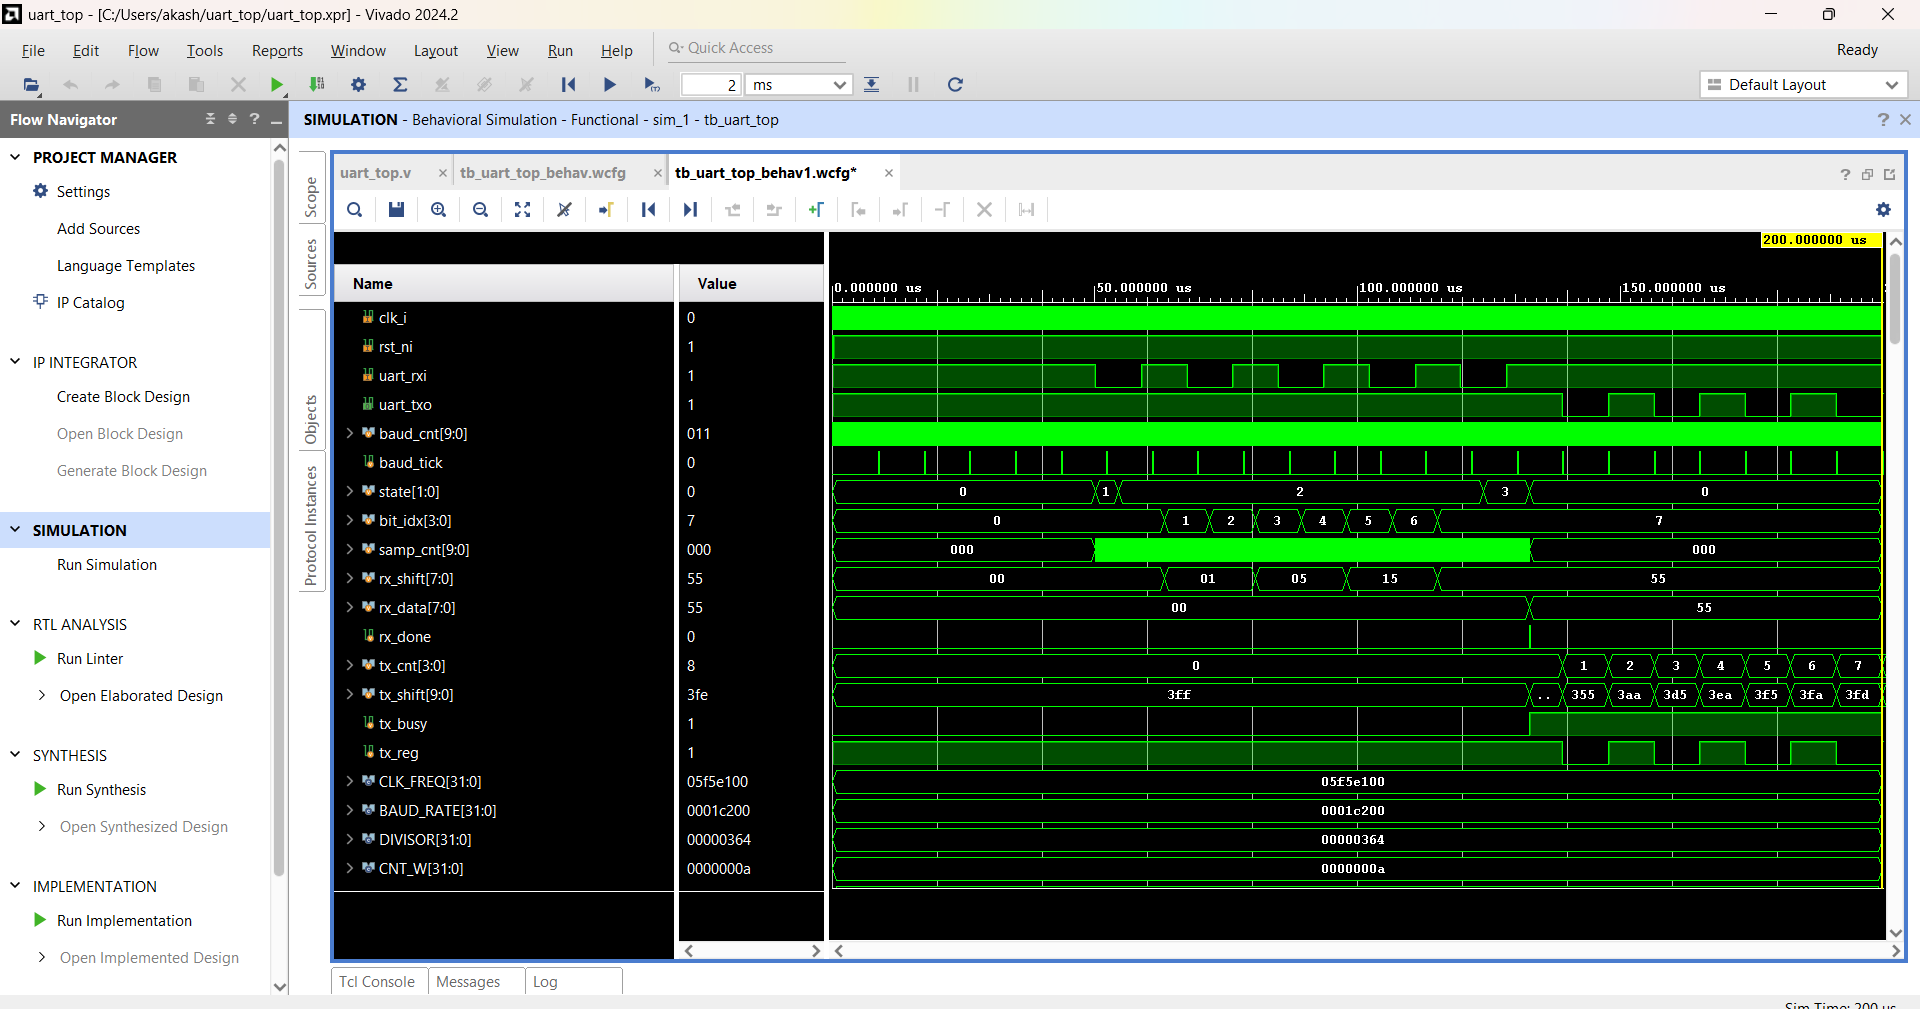 uart_top - [C:/Users/akash/uart_top/uart_top.xpr] - Vivado 2024.2
File Edit Flow Tools Reports Window Layout View Run Help Quick Access Ready
2 ms Default Layout
Flow Navigator
SIMULATION - Behavioral Simulation - Functional - sim_1 - tb_uart_top
PROJECT MANAGER
Settings
Add Sources
Language Templates
IP Catalog
IP INTEGRATOR
Create Block Design
Open Block Design
Generate Block Design
SIMULATION
Run Simulation
RTL ANALYSIS
Run Linter
Open Elaborated Design
SYNTHESIS
Run Synthesis
Open Synthesized Design
IMPLEMENTATION
Run Implementation
Open Implemented Design
Scope
Sources
Objects
Protocol Instances
uart_top.v tb_uart_top_behav.wcfg tb_uart_top_behav1.wcfg*
200.000000 us
Name Value 0.000000 us 50.000000 us 100.000000 us 150.000000 us
clk_i 0
rst_ni 1
uart_rxi 1
uart_txo 1
baud_cnt[9:0] 011
baud_tick 0
state[1:0] 0 0 1 2 3 0
bit_idx[3:0] 7 0 1 2 3 4 5 6 7
samp_cnt[9:0] 000 000 000
rx_shift[7:0] 55 00 01 05 15 55
rx_data[7:0] 55 00 55
rx_done 0
tx_cnt[3:0] 8 0 1 2 3 4 5 6 7
tx_shift[9:0] 3fe 3ff .. 355 3aa 3d5 3ea 3f5 3fa 3fd
tx_busy 1
tx_reg 1
CLK_FREQ[31:0] 05f5e100 05f5e100
BAUD_RATE[31:0] 0001c200 0001c200
DIVISOR[31:0] 00000364 00000364
CNT_W[31:0] 0000000a 0000000a
Tcl Console Messages Log
Sim Time: 200 us